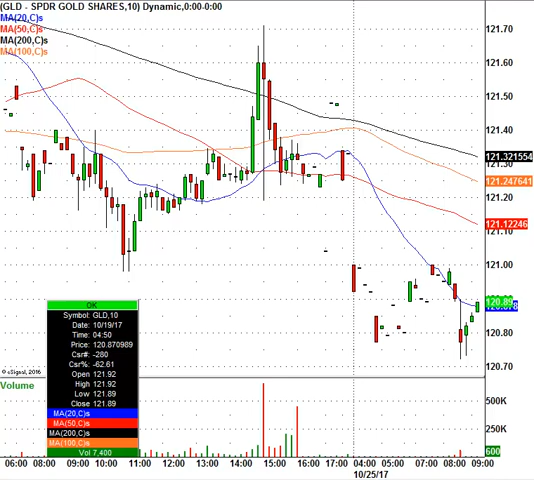 (GLD - SPDR GOLD SHARES,10) Dynamic,0:00-0:00
MA(20,C)s
MA(50,C)s
MA(200,C)s
MA(100,C)s
121.70
121.60
121.50
121.40
121.321554
121.247641
121.20
121.12246
121.10
121.00
120.89
120.80
120.70
OK
Symbol: GLD,10
Date: 10/19/17
Time: 04:50
Price: 120.870989
Csr#: -280
Csr%: -62.61
Open 121.92
High 121.92
Low 121.89
Close 121.89
MA(20,C)s
MA(50,C)s
MA(200,C)s
MA(100,C)s
Vol 7,400
© eSignal, 2016
Volume
500K
250K
600
06:00 08:00 09:00 10:00 11:00 12:00 13:00 14:00 15:00 16:00 17:00 04:00 05:00 07:00 08:00 09:00
10/25/17